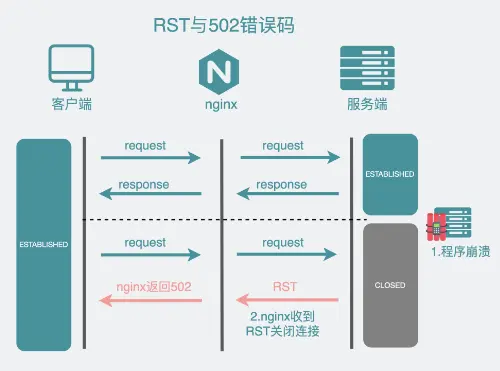 RST与502错误码
N
客户端
nginx
服务端
request
request
ESTABLISHED
response
response
ESTABLISHED
1.程序崩溃
request
request
nginx返回502
RST
CLOSED
2.nginx收到
RST关闭连接